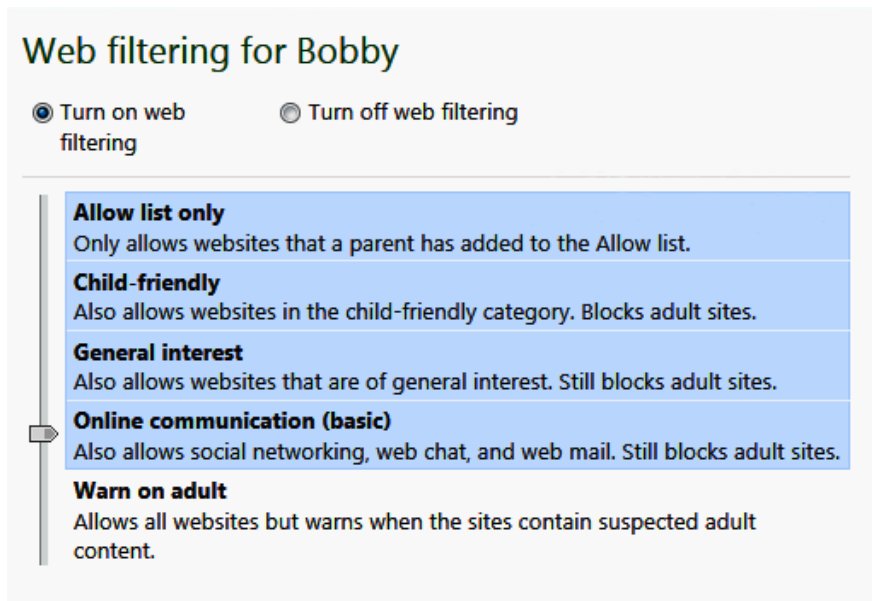 Web filtering for Bobby
Turn on web
filtering
Turn off web filtering
Allow list only
Only allows websites that a parent has added to the Allow list.
Child-friendly
Also allows websites in the child-friendly category. Blocks adult sites.
General interest
Also allows websites that are of general interest. Still blocks adult sites.
Online communication (basic)
Also allows social networking, web chat, and web mail. Still blocks adult sites.
Warn on adult
Allows all websites but warns when the sites contain suspected adult
content.